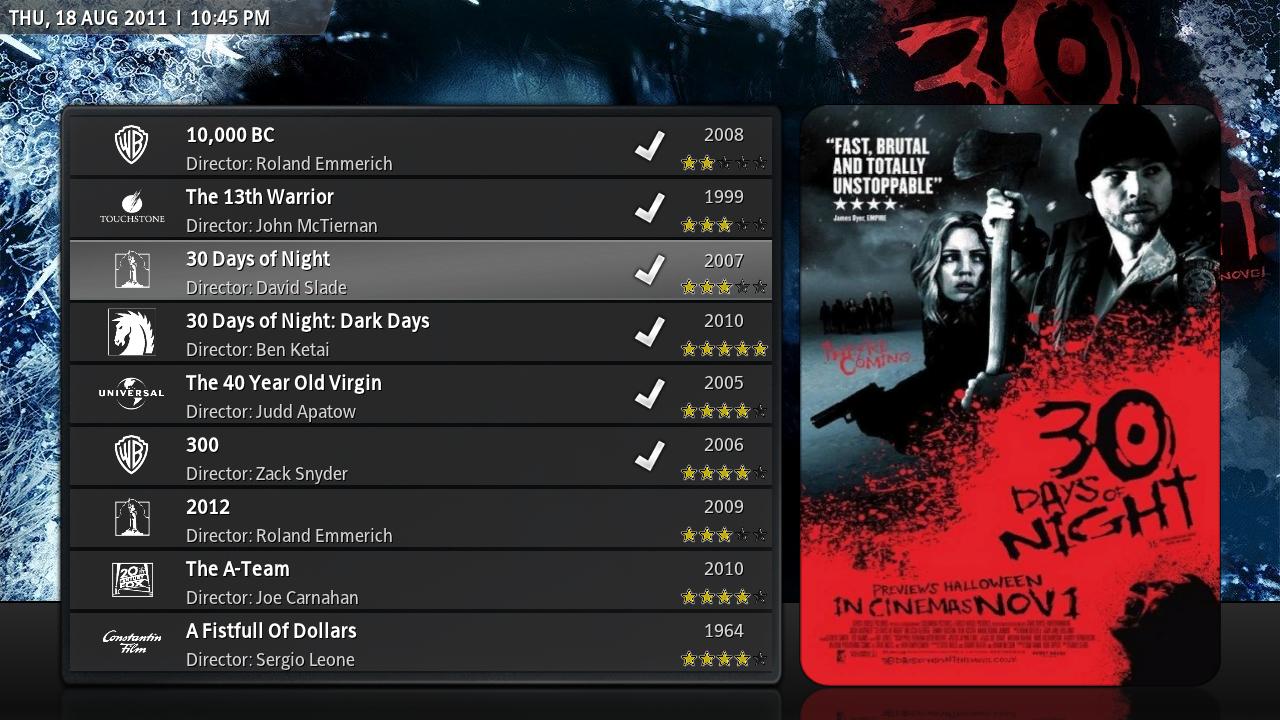 THU, 18 AUG 2011 | 10:45 PM
30
10,000 BC
2008
Director: Roland Emmerich
TOUCHSTONE
The 13th Warrior
1999
Director: John McTiernan
30 Days of Night
2007
Director: David Slade
30 Days of Night: Dark Days
2010
Director: Ben Ketai
UNIVERSAL
The 40 Year Old Virgin
2005
Director: Judd Apatow
WB
300
2006
Director: Zack Snyder
2012
2009
Director: Roland Emmerich
The A-Team
2010
Director: Joe Carnahan
Constantin
Film
A Fistfull Of Dollars
1964
Director: Sergio Leone
“FAST, BRUTAL
AND TOTALLY
UNSTOPPABLE”
James Dyer, EMPIRE
THEY'RE
COMING
30
DAYS OF
NIGHT
PREVIEWS HALLOWEEN
IN CINEMAS NOV 1